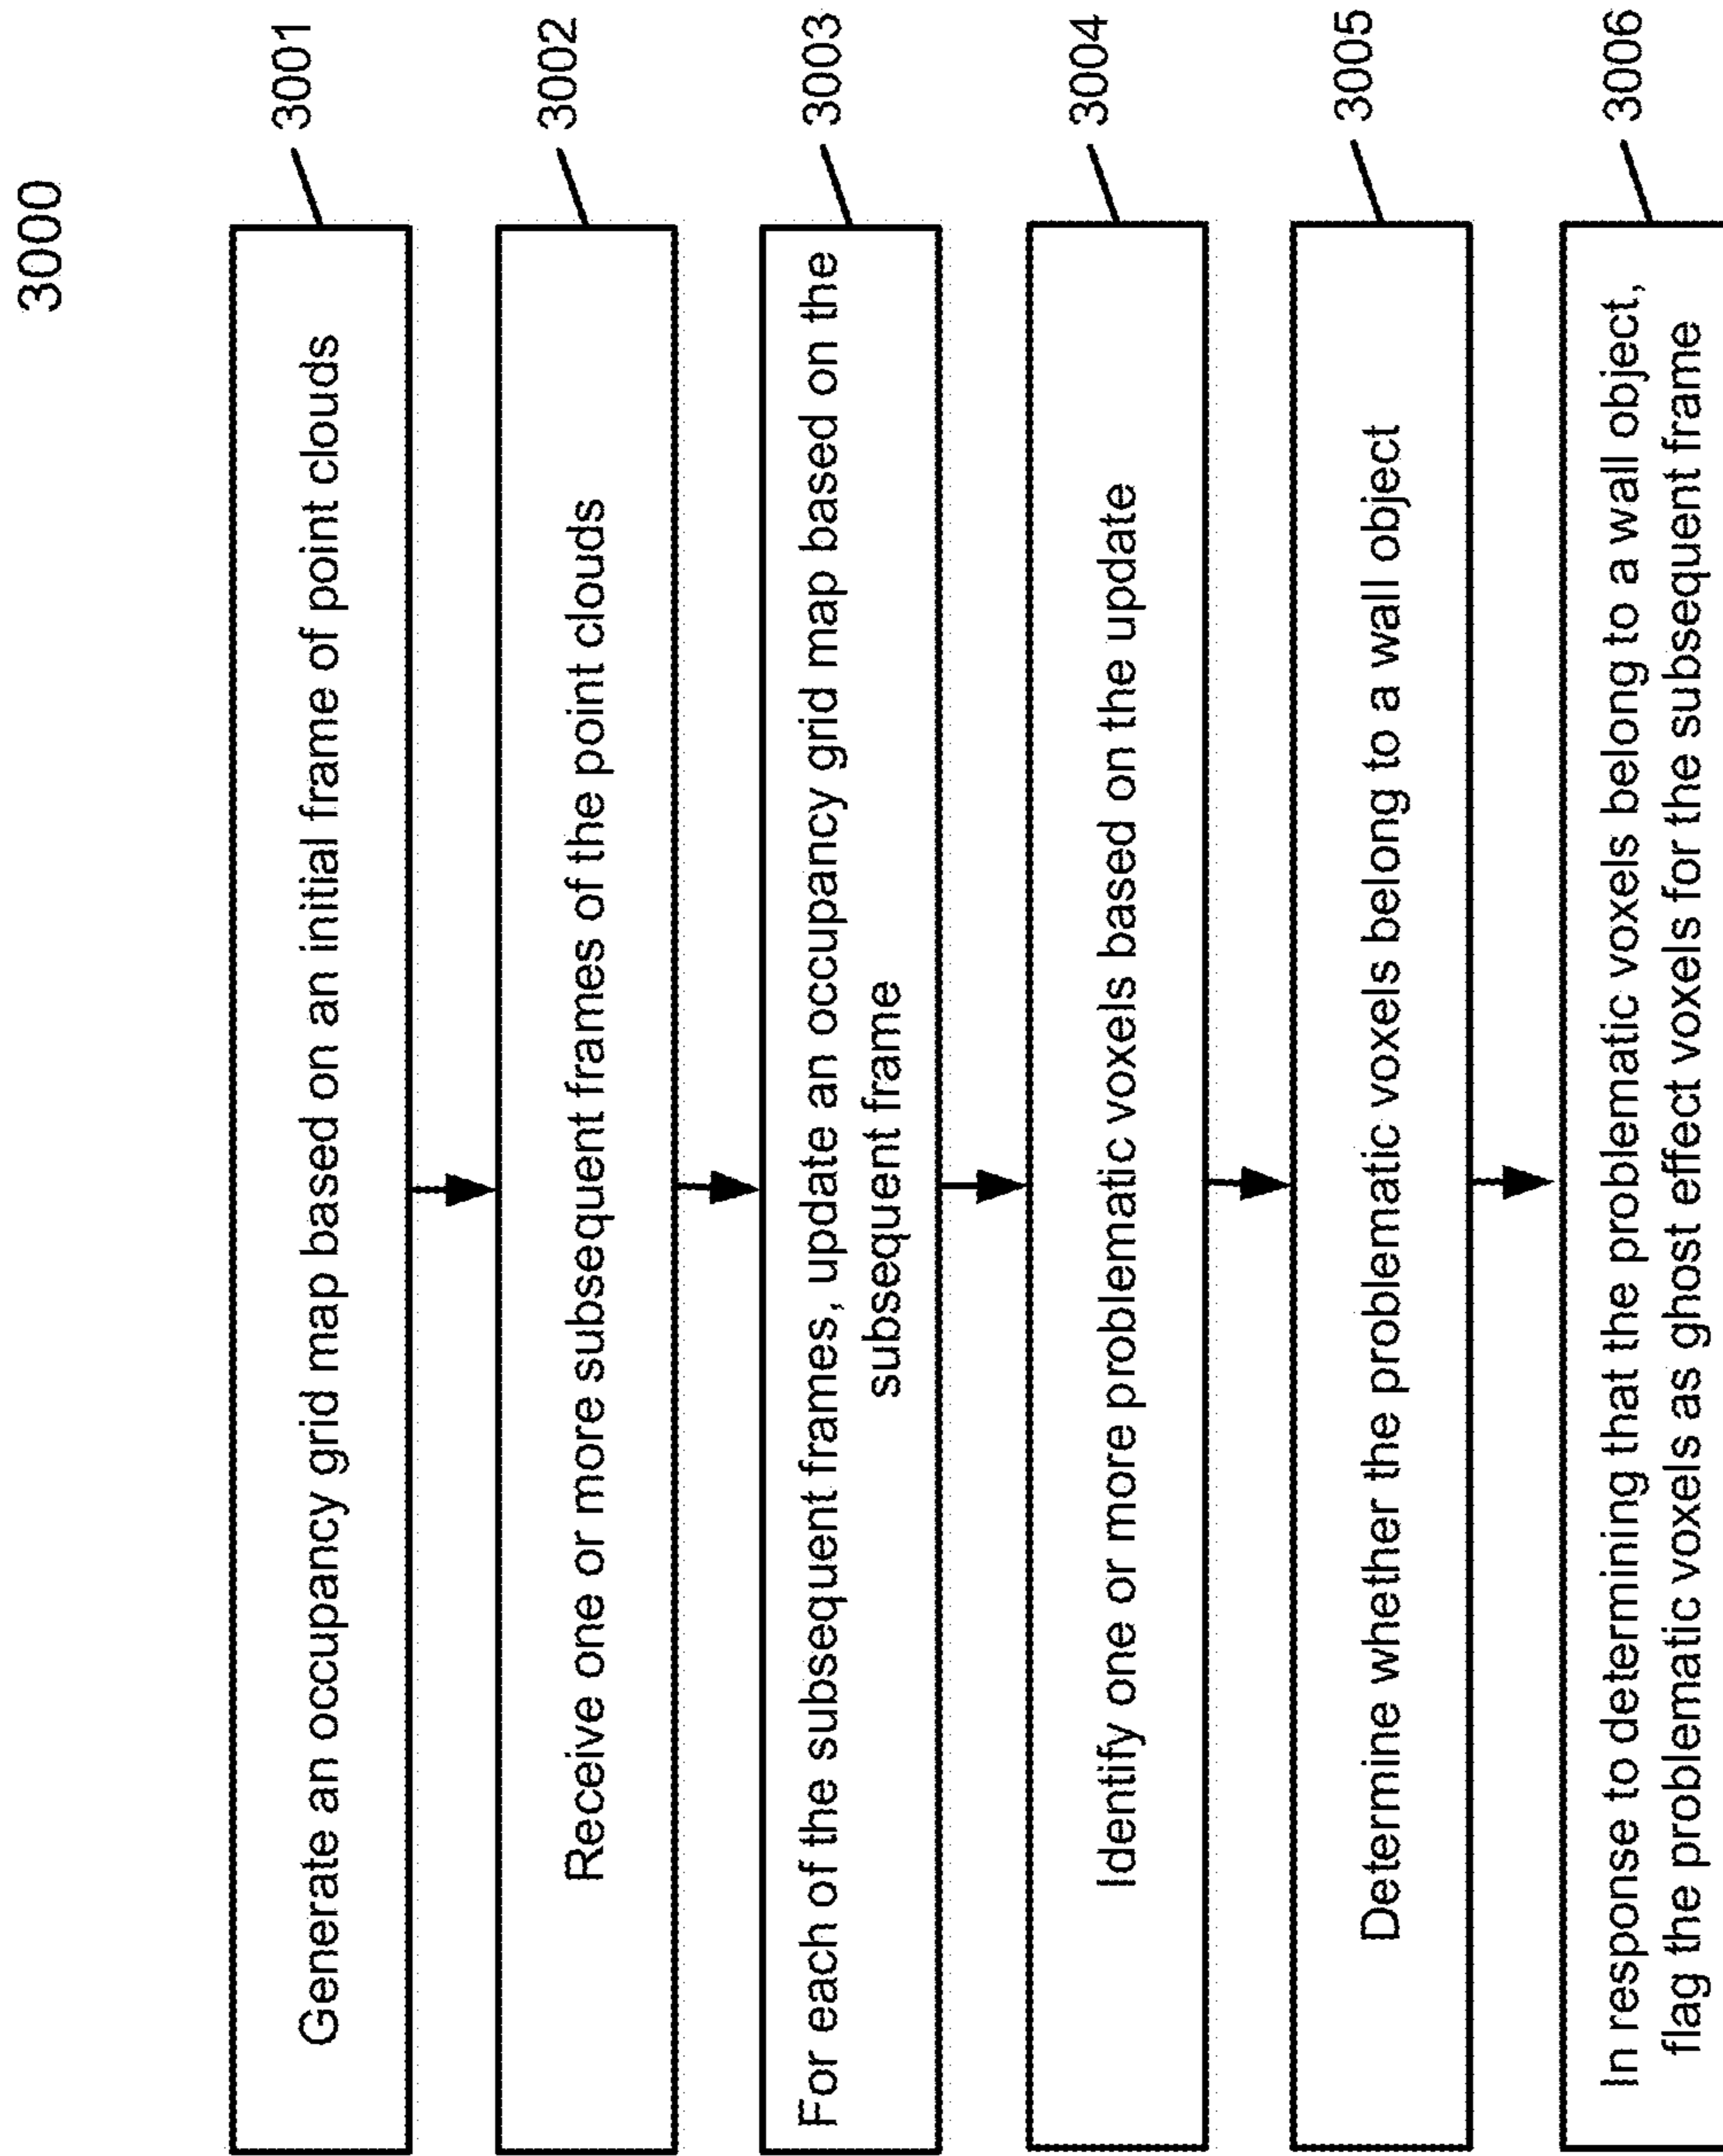 3000
Generate an occupancy grid map based on an initial frame of point clouds
3001
Receive one or more subsequent frames of the point clouds
3002
For each of the subsequent frames, update an occupancy grid map based on the
subsequent frame
3003
Identify one or more problematic voxels based on the update
3004
Determine whether the problematic voxels belong to a wall object
3005
In response to determining that the problematic voxels belong to a wall object,
flag the problematic voxels as ghost effect voxels for the subsequent frame
3006